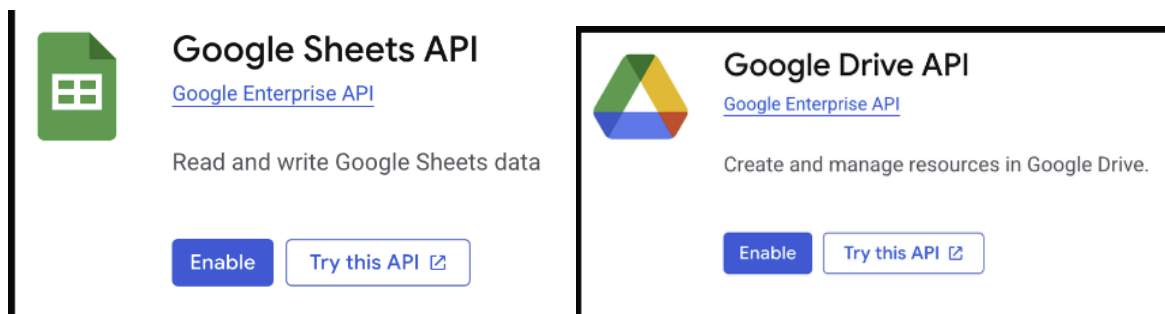 Google Sheets API
Google Enterprise API
Read and write Google Sheets data
Enable
Try this API
Google Drive API
Google Enterprise API
Create and manage resources in Google Drive.
Enable
Try this API